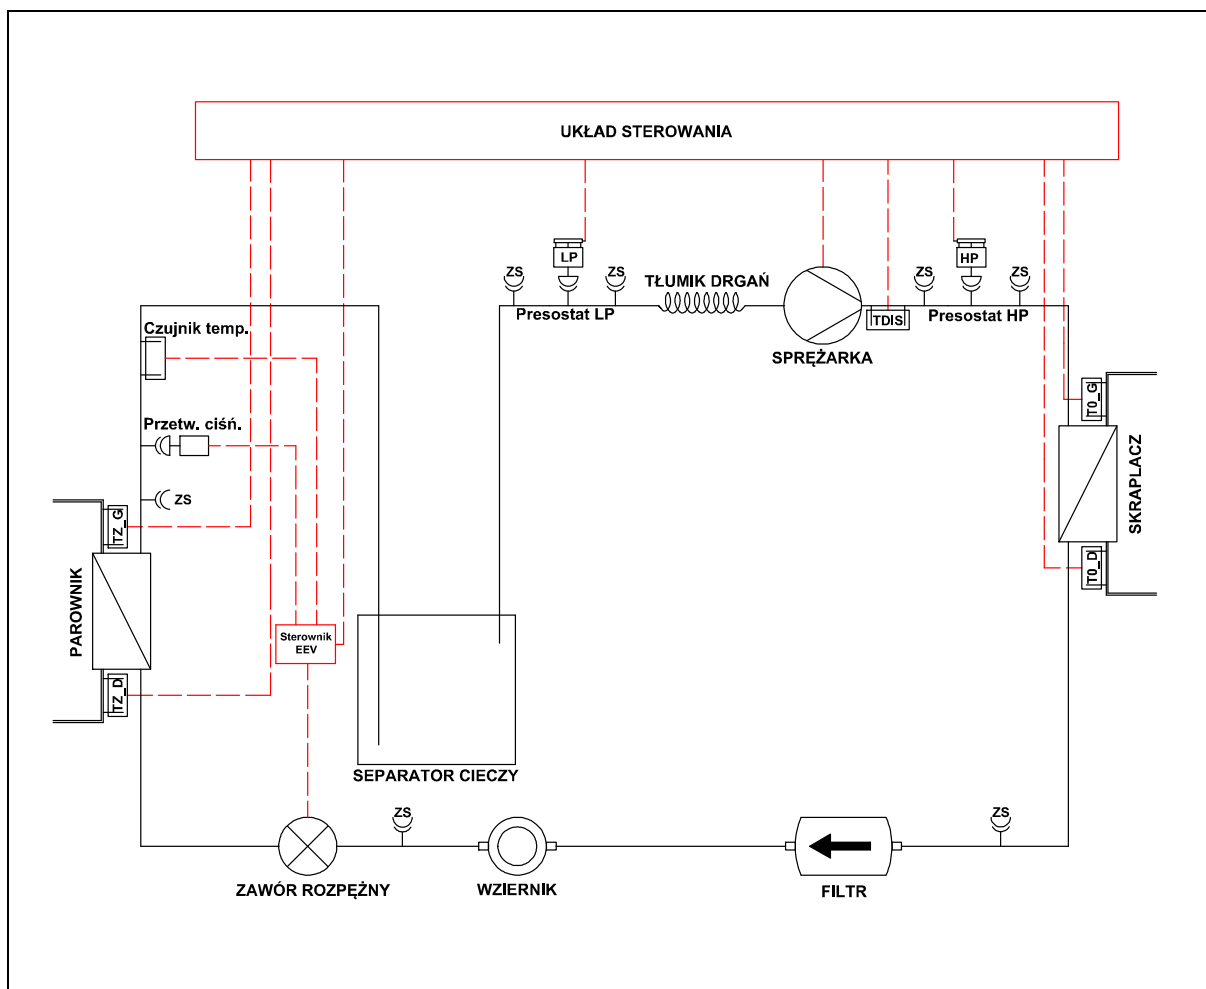 UKŁAD STEROWANIA
LP
HP
ZS
ZS
TŁUMIK DRGAŃ
ZS
ZS
Presostat LP
TDIS
Presostat HP
SPRĘŻARKA
Czujnik temp.
T0_G
Przetw. ciśń.
SKRAPLACZ
ZS
TZ_G
T0_D
PAROWNIK
Sterownik
EEV
TZ_D
SEPARATOR CIECZY
ZS
ZS
ZAWÓR ROZPĘŻNY
WZIERNIK
FILTR